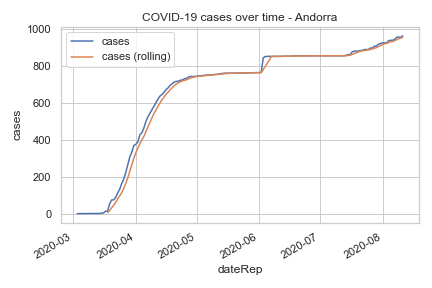 COVID-19 cases over time - Andorra
cases
cases (rolling)
1000
800
600
400
200
0
cases
2020-03
2020-04
2020-05
2020-06
2020-07
2020-08
dateRep